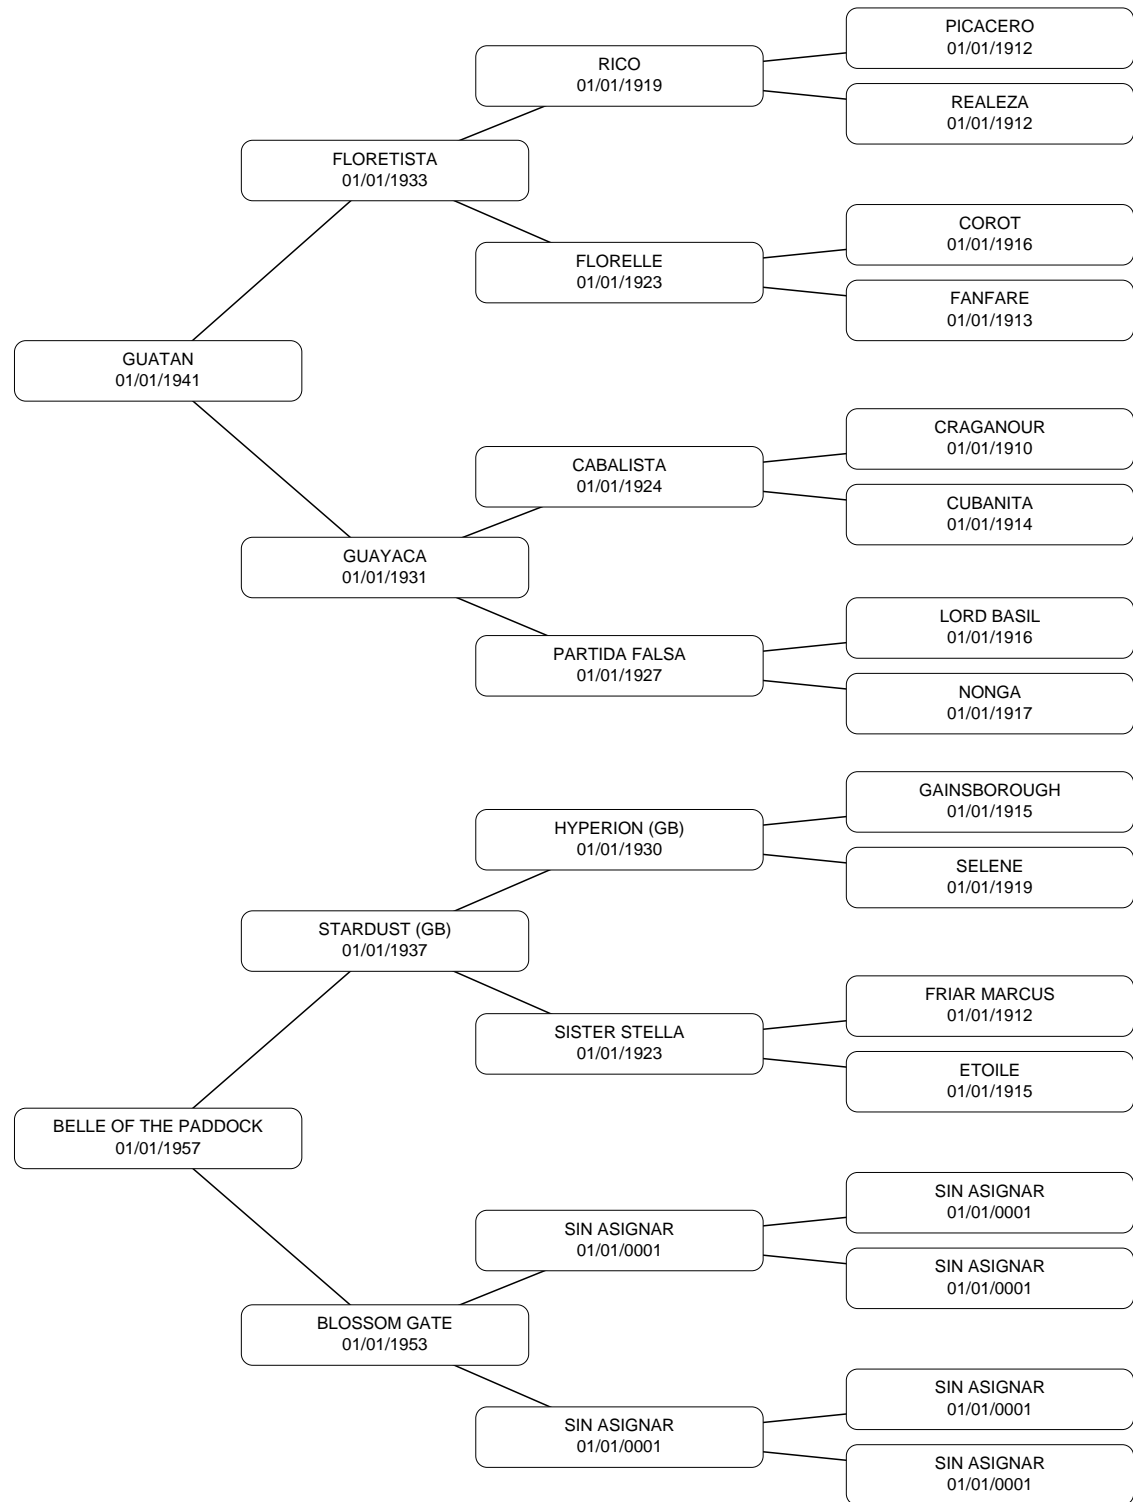 PICACERO
01/01/1912
RICO
01/01/1919
REALEZA
01/01/1912
FLORETISTA
01/01/1933
COROT
01/01/1916
FLORELLE
01/01/1923
FANFARE
01/01/1913
GUATAN
01/01/1941
CRAGANOUR
01/01/1910
CABALISTA
01/01/1924
CUBANITA
01/01/1914
GUAYACA
01/01/1931
LORD BASIL
01/01/1916
PARTIDA FALSA
01/01/1927
NONGA
01/01/1917
GAINSBOROUGH
01/01/1915
HYPERION (GB)
01/01/1930
SELENE
01/01/1919
STARDUST (GB)
01/01/1937
FRIAR MARCUS
01/01/1912
SISTER STELLA
01/01/1923
ETOILE
01/01/1915
BELLE OF THE PADDOCK
01/01/1957
SIN ASIGNAR
01/01/0001
SIN ASIGNAR
01/01/0001
SIN ASIGNAR
01/01/0001
BLOSSOM GATE
01/01/1953
SIN ASIGNAR
01/01/0001
SIN ASIGNAR
01/01/0001
SIN ASIGNAR
01/01/0001